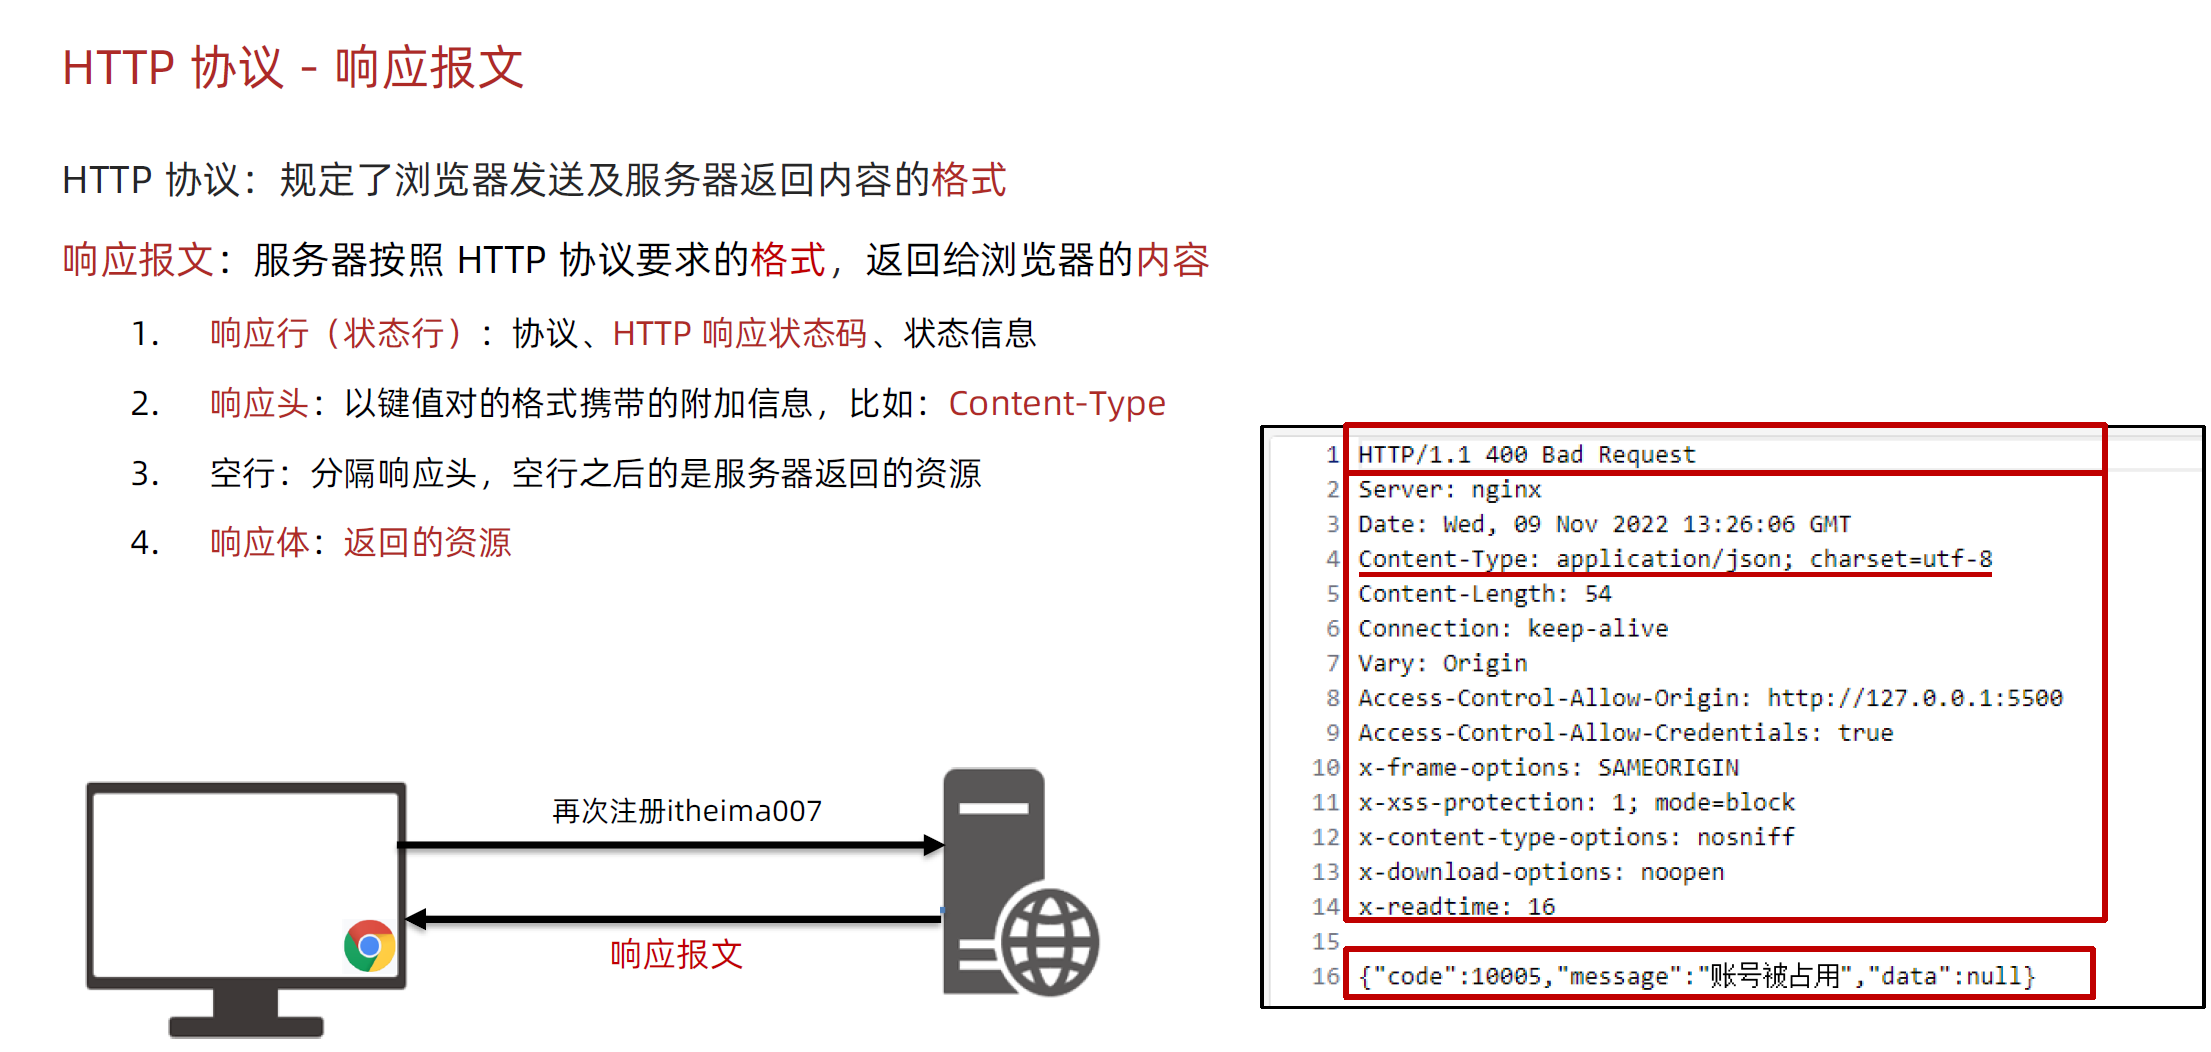 HTTP 协议 - 响应报文
HTTP 协议：规定了浏览器发送及服务器返回内容的格式
响应报文：服务器按照 HTTP 协议要求的格式，返回给浏览器的内容
1. 响应行（状态行）：协议、HTTP 响应状态码、状态信息
2. 响应头：以键值对的格式携带的附加信息，比如：Content-Type
3. 空行：分隔响应头，空行之后的是服务器返回的资源
4. 响应体：返回的资源
再次注册itheima007
响应报文
1 HTTP/1.1 400 Bad Request
2 Server: nginx
3 Date: Wed, 09 Nov 2022 13:26:06 GMT
4 Content-Type: application/json; charset=utf-8
5 Content-Length: 54
6 Connection: keep-alive
7 Vary: Origin
8 Access-Control-Allow-Origin: http://127.0.0.1:5500
9 Access-Control-Allow-Credentials: true
10 x-frame-options: SAMEORIGIN
11 x-xss-protection: 1; mode=block
12 x-content-type-options: nosniff
13 x-download-options: noopen
14 x-readtime: 16
15
16 {"code":10005,"message":"账号被占用","data":null}